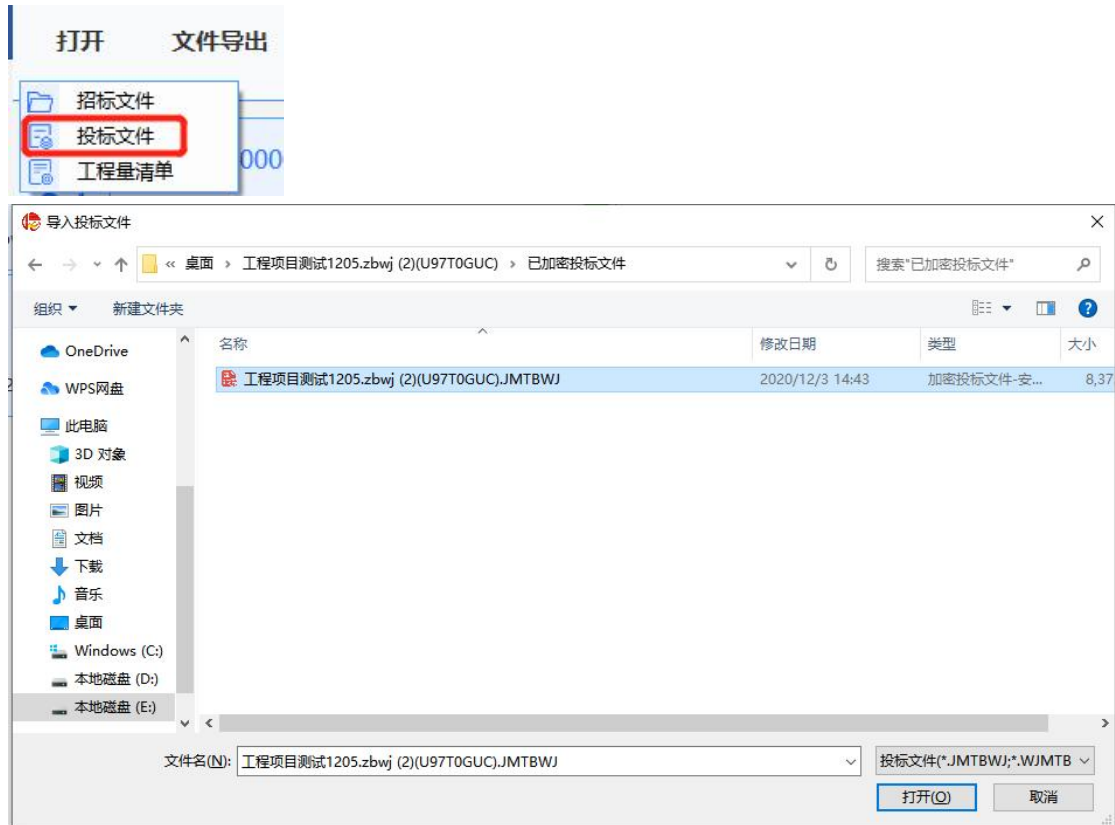 打开 文件导出
招标文件
投标文件
工程量清单
000
导入投标文件
« 桌面 › 工程项目测试1205.zbwj (2)(U97T0GUC) › 已加密投标文件
搜索"已加密投标文件"
组织 新建文件夹
名称 修改日期 类型 大小
工程项目测试1205.zbwj (2)(U97T0GUC).JMTBWJ 2020/12/3 14:43 加密投标文件-安... 8,37
OneDrive
WPS网盘
此电脑
3D 对象
视频
图片
文档
下载
音乐
桌面
Windows (C:)
本地磁盘 (D:)
本地磁盘 (E:)
文件名(N): 工程项目测试1205.zbwj (2)(U97T0GUC).JMTBWJ 投标文件(*.JMTBWJ;*.WJMTB
打开(O) 取消